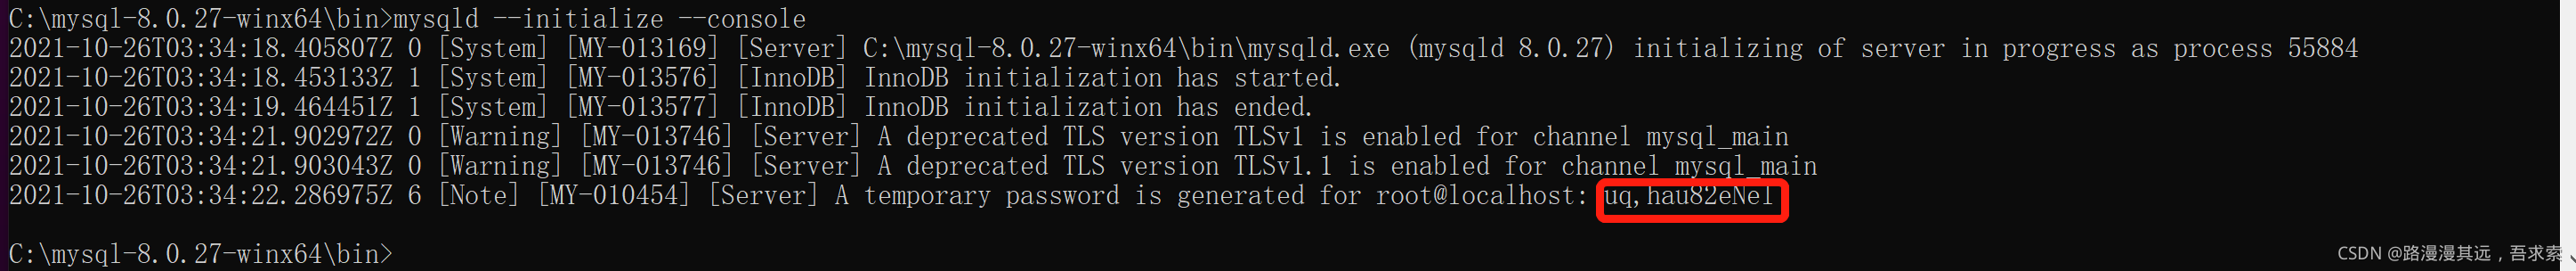 C:\mysql-8.0.27-winx64\bin>mysqld --initialize --console
2021-10-26T03:34:18.405807Z 0 [System] [MY-013169] [Server] C:\mysql-8.0.27-winx64\bin\mysqld.exe (mysqld 8.0.27) initializing of server in progress as process 55884
2021-10-26T03:34:18.453133Z 1 [System] [MY-013576] [InnoDB] InnoDB initialization has started.
2021-10-26T03:34:19.464451Z 1 [System] [MY-013577] [InnoDB] InnoDB initialization has ended.
2021-10-26T03:34:21.902972Z 0 [Warning] [MY-013746] [Server] A deprecated TLS version TLSv1 is enabled for channel mysql_main
2021-10-26T03:34:21.903043Z 0 [Warning] [MY-013746] [Server] A deprecated TLS version TLSv1.1 is enabled for channel mysql_main
2021-10-26T03:34:22.286975Z 6 [Note] [MY-010454] [Server] A temporary password is generated for root@localhost: uq,hau82eNel
C:\mysql-8.0.27-winx64\bin>
CSDN @路漫漫其远，吾求索